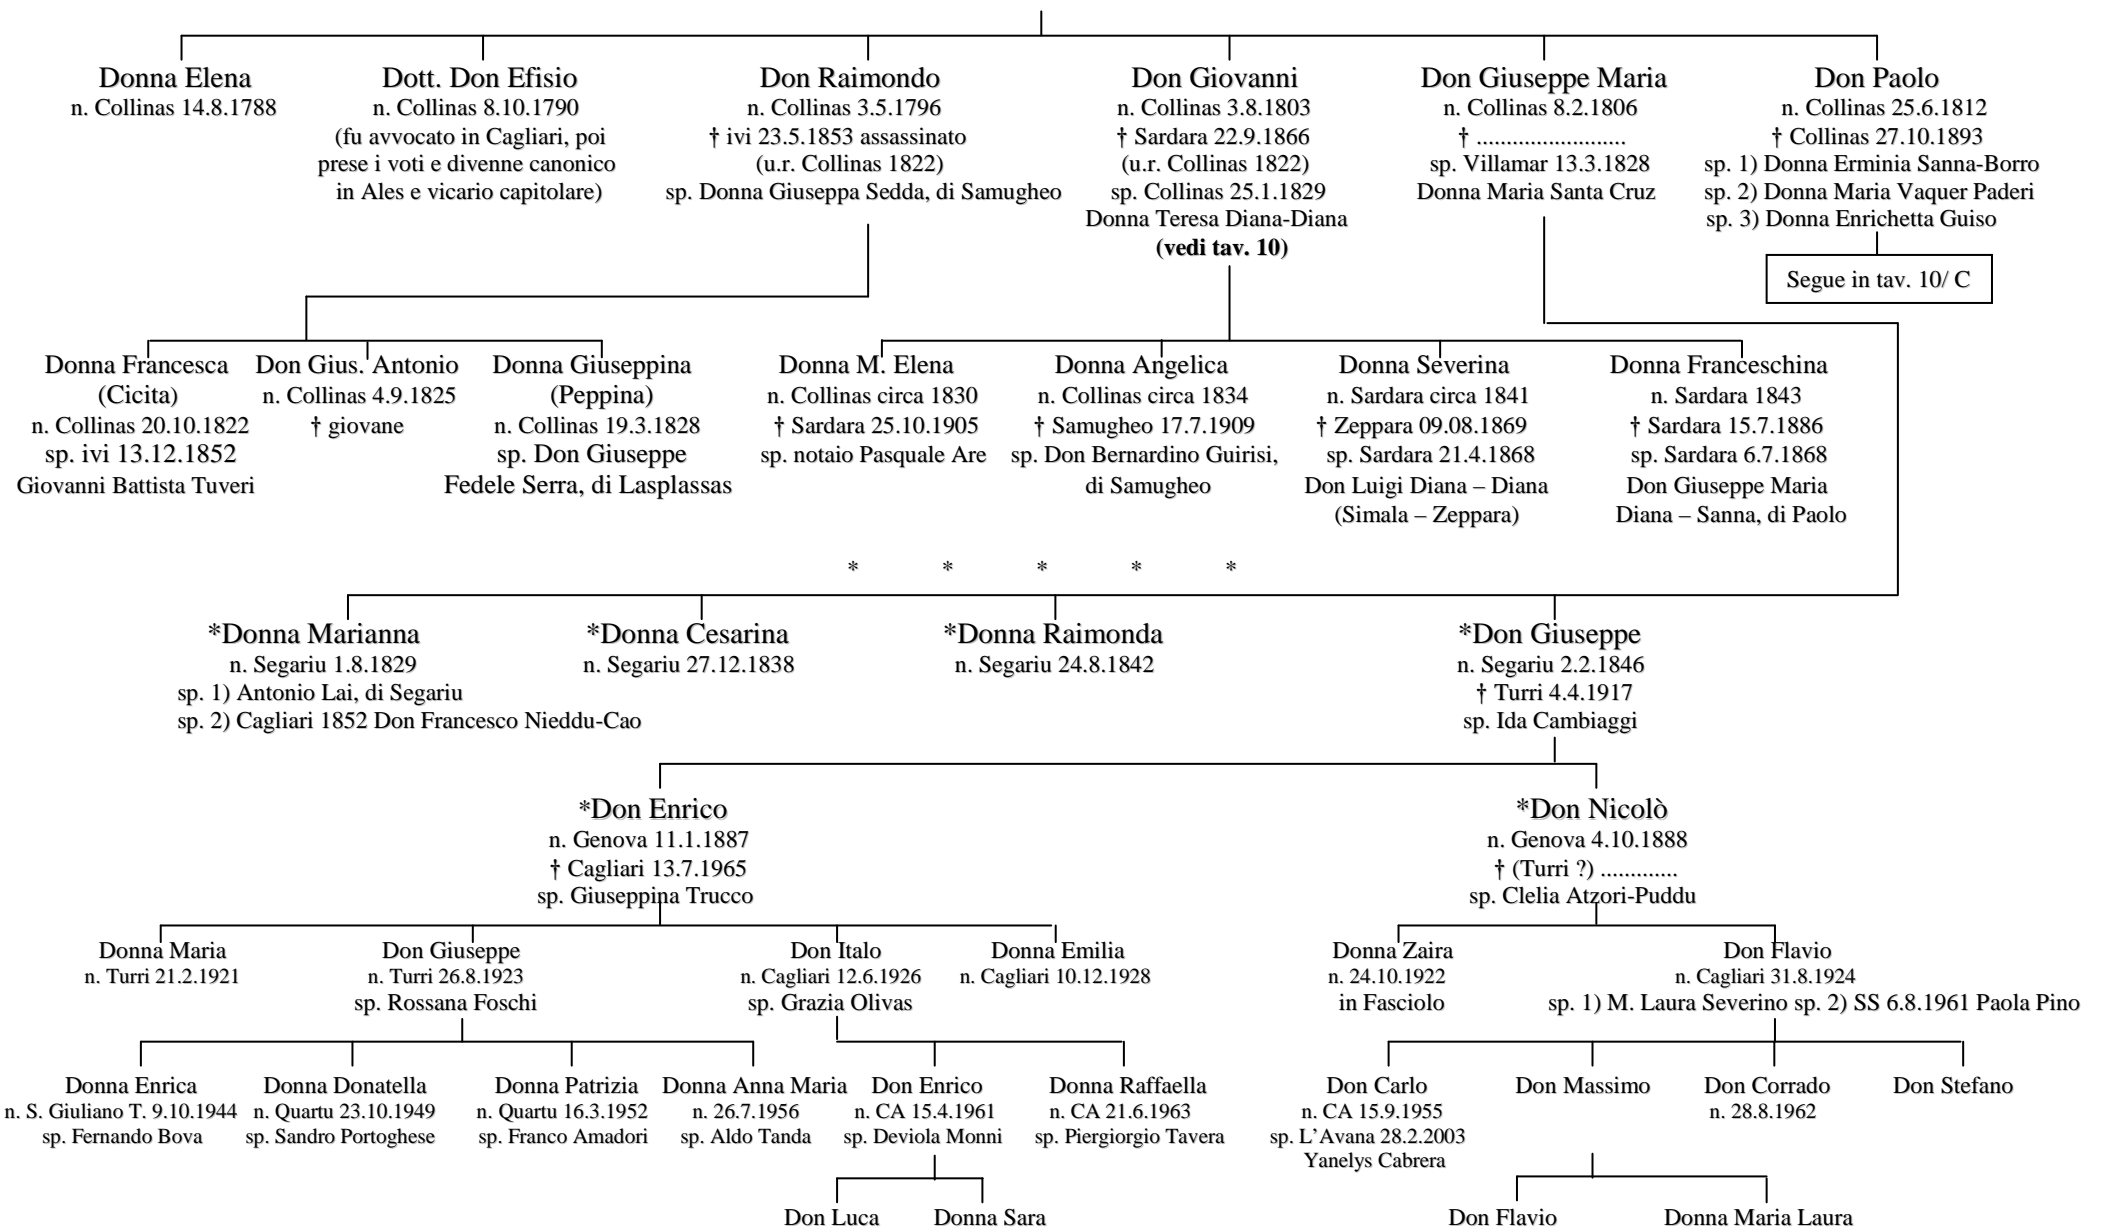 Donna Elena
n. Collinas 14.8.1788
Dott. Don Efisio
n. Collinas 8.10.1790
(fu avvocato in Cagliari, poi
prese i voti e divenne canonico
in Ales e vicario capitolare)
Don Raimondo
n. Collinas 3.5.1796
† ivi 23.5.1853 assassinato
(u.r. Collinas 1822)
sp. Donna Giuseppa Sedda, di Samugheo
Don Giovanni
n. Collinas 3.8.1803
† Sardara 22.9.1866
(u.r. Collinas 1822)
sp. Collinas 25.1.1829
Donna Teresa Diana-Diana
(vedi tav. 10)
Don Giuseppe Maria
n. Collinas 8.2.1806
† .........................
sp. Villamar 13.3.1828
Donna Maria Santa Cruz
Don Paolo
n. Collinas 25.6.1812
† Collinas 27.10.1893
sp. 1) Donna Erminia Sanna-Borro
sp. 2) Donna Maria Vaquer Paderi
sp. 3) Donna Enrichetta Guiso
Segue in tav. 10/ C
Donna Francesca
(Cicita)
n. Collinas 20.10.1822
sp. ivi 13.12.1852
Giovanni Battista Tuveri
Don Gius. Antonio
n. Collinas 4.9.1825
† giovane
Donna Giuseppina
(Peppina)
n. Collinas 19.3.1828
sp. Don Giuseppe
Fedele Serra, di Lasplassas
Donna M. Elena
n. Collinas circa 1830
† Sardara 25.10.1905
sp. notaio Pasquale Are
Donna Angelica
n. Collinas circa 1834
† Samugheo 17.7.1909
sp. Don Bernardino Guirisi,
di Samugheo
Donna Severina
n. Sardara circa 1841
† Zeppara 09.08.1869
sp. Sardara 21.4.1868
Don Luigi Diana – Diana
(Simala – Zeppara)
Donna Franceschina
n. Sardara 1843
† Sardara 15.7.1886
sp. Sardara 6.7.1868
Don Giuseppe Maria
Diana – Sanna, di Paolo
* * * * *
*Donna Marianna
n. Segariu 1.8.1829
sp. 1) Antonio Lai, di Segariu
sp. 2) Cagliari 1852 Don Francesco Nieddu-Cao
*Donna Cesarina
n. Segariu 27.12.1838
*Donna Raimonda
n. Segariu 24.8.1842
*Don Giuseppe
n. Segariu 2.2.1846
† Turri 4.4.1917
sp. Ida Cambiaggi
*Don Enrico
n. Genova 11.1.1887
† Cagliari 13.7.1965
sp. Giuseppina Trucco
*Don Nicolò
n. Genova 4.10.1888
† (Turri ?) .............
sp. Clelia Atzori-Puddu
Donna Maria
n. Turri 21.2.1921
Don Giuseppe
n. Turri 26.8.1923
sp. Rossana Foschi
Don Italo
n. Cagliari 12.6.1926
sp. Grazia Olivas
Donna Emilia
n. Cagliari 10.12.1928
Donna Zaira
n. 24.10.1922
in Fasciolo
Don Flavio
n. Cagliari 31.8.1924
sp. 1) M. Laura Severino sp. 2) SS 6.8.1961 Paola Pino
Donna Enrica
n. S. Giuliano T. 9.10.1944
sp. Fernando Bova
Donna Donatella
n. Quartu 23.10.1949
sp. Sandro Portoghese
Donna Patrizia
n. Quartu 16.3.1952
sp. Franco Amadori
Donna Anna Maria
n. 26.7.1956
sp. Aldo Tanda
Don Enrico
n. CA 15.4.1961
sp. Deviola Monni
Donna Raffaella
n. CA 21.6.1963
sp. Piergiorgio Tavera
Don Carlo
n. CA 15.9.1955
sp. L’Avana 28.2.2003
Yanelys Cabrera
Don Massimo
Don Corrado
n. 28.8.1962
Don Stefano
Don Luca
Donna Sara
Don Flavio
Donna Maria Laura